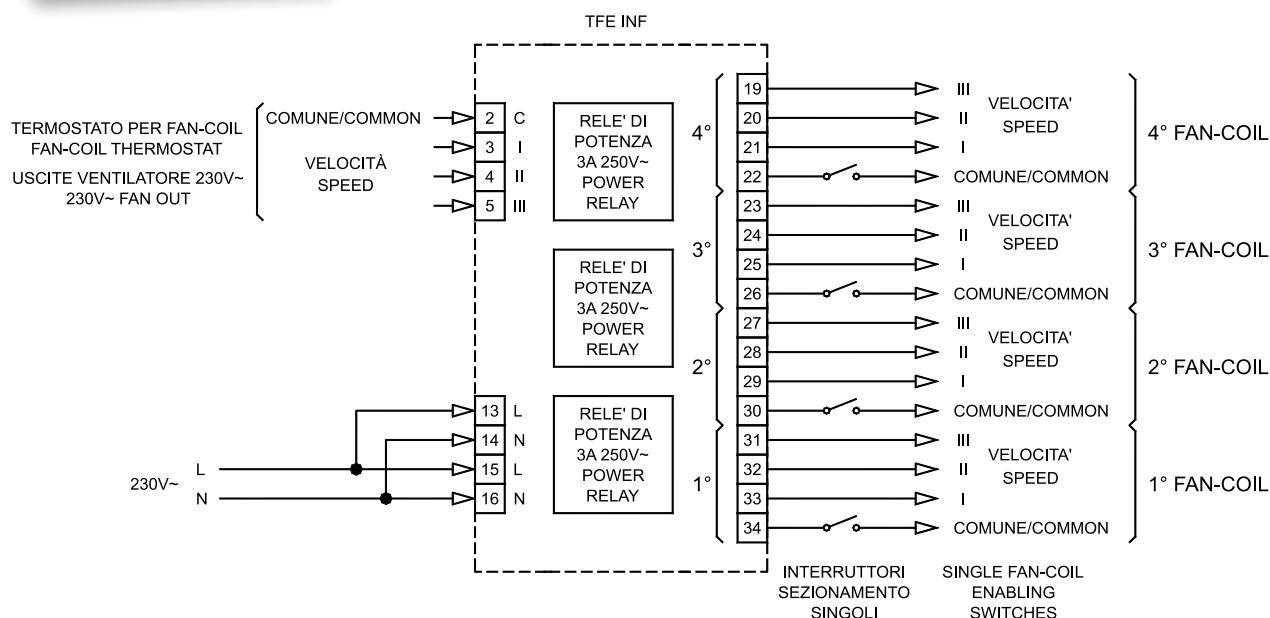 TFE INF
TERMOSTATO PER FAN-COIL
FAN-COIL THERMOSTAT
USCITE VENTILATORE 230V~
230V~ FAN OUT
COMUNE/COMMON
VELOCITÀ
SPEED
2 C
3 I
4 II
5 III
RELE' DI
POTENZA
3A 250V~
POWER
RELAY
RELE' DI
POTENZA
3A 250V~
POWER
RELAY
RELE' DI
POTENZA
3A 250V~
POWER
RELAY
230V~
L
N
13 L
14 N
15 L
16 N
4°
19 III
20 II
21 I
22 COMUNE/COMMON
VELOCITA'
SPEED
4° FAN-COIL
3°
23 III
24 II
25 I
26 COMUNE/COMMON
VELOCITA'
SPEED
3° FAN-COIL
2°
27 III
28 II
29 I
30 COMUNE/COMMON
VELOCITA'
SPEED
2° FAN-COIL
1°
31 III
32 II
33 I
34 COMUNE/COMMON
VELOCITA'
SPEED
1° FAN-COIL
INTERRUTTORI
SEZIONAMENTO
SINGOLI
SINGLE FAN-COIL
ENABLING
SWITCHES